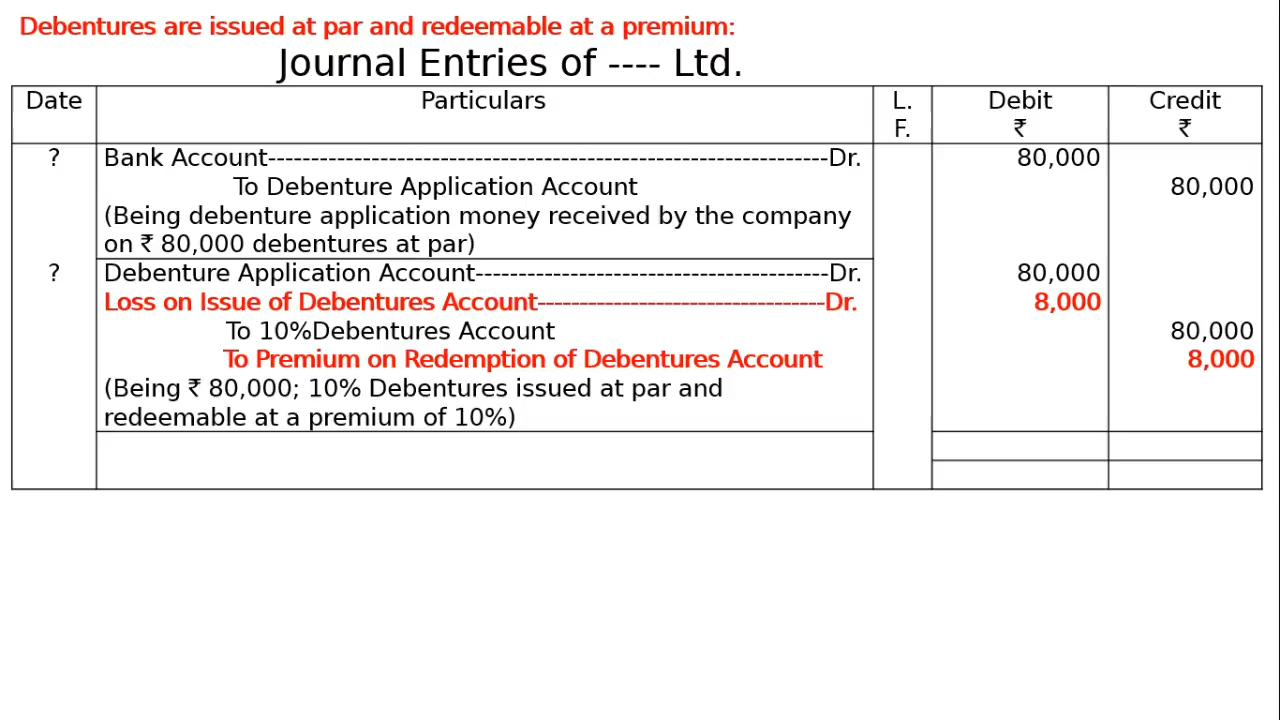 Debentures are issued at par and redeemable at a premium:
Journal Entries of ---- Ltd.
Date Particulars L. Debit Credit
F. ₹ ₹
? Bank Account------------------------------------------------------------------Dr. 80,000
To Debenture Application Account 80,000
(Being debenture application money received by the company
on ₹ 80,000 debentures at par)
? Debenture Application Account-----------------------------------------Dr. 80,000
Loss on Issue of Debentures Account----------------------------------Dr. 8,000
To 10%Debentures Account 80,000
To Premium on Redemption of Debentures Account 8,000
(Being ₹ 80,000; 10% Debentures issued at par and
redeemable at a premium of 10%)